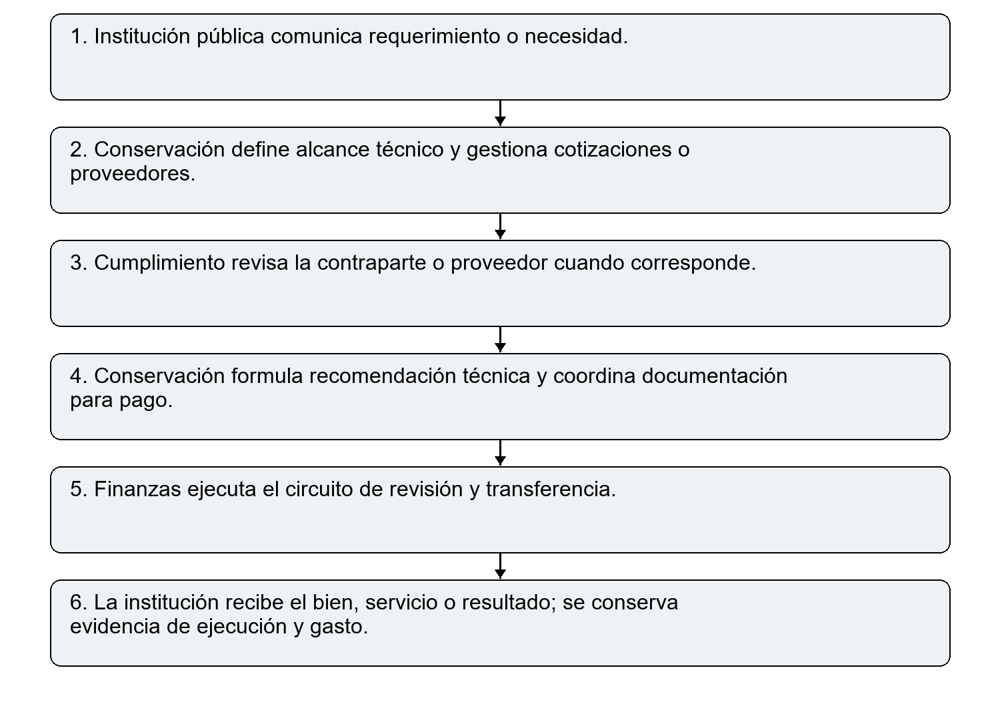 1. Institución pública comunica requerimiento o necesidad.
2. Conservación define alcance técnico y gestiona cotizaciones o
proveedores.
3. Cumplimiento revisa la contraparte o proveedor cuando corresponde.
4. Conservación formula recomendación técnica y coordina documentación
para pago.
5. Finanzas ejecuta el circuito de revisión y transferencia.
6. La institución recibe el bien, servicio o resultado; se conserva
evidencia de ejecución y gasto.